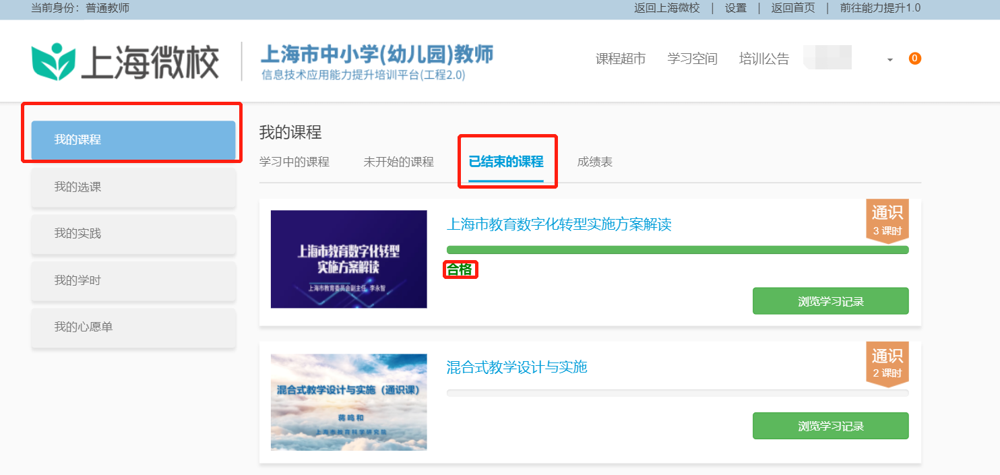 当前身份：普通教师
返回上海微校 | 设置 | 返回首页 | 前往能力提升1.0
上海微校
上海市中小学(幼儿园)教师
信息技术应用能力提升培训平台(工程2.0)
课程超市 学习空间 培训公告
0
我的课程
我的选课
我的实践
我的学时
我的心愿单
我的课程
学习中的课程 未开始的课程 已结束的课程 成绩表
上海市教育数字化转型
实施方案解读
上海市教育委员会副主任 李永智
上海市教育数字化转型实施方案解读
通识
3 课时
合格
浏览学习记录
混合式教学设计与实施（通识课）
蒋鸣和
上海市教育科学研究院
混合式教学设计与实施
通识
2 课时
浏览学习记录